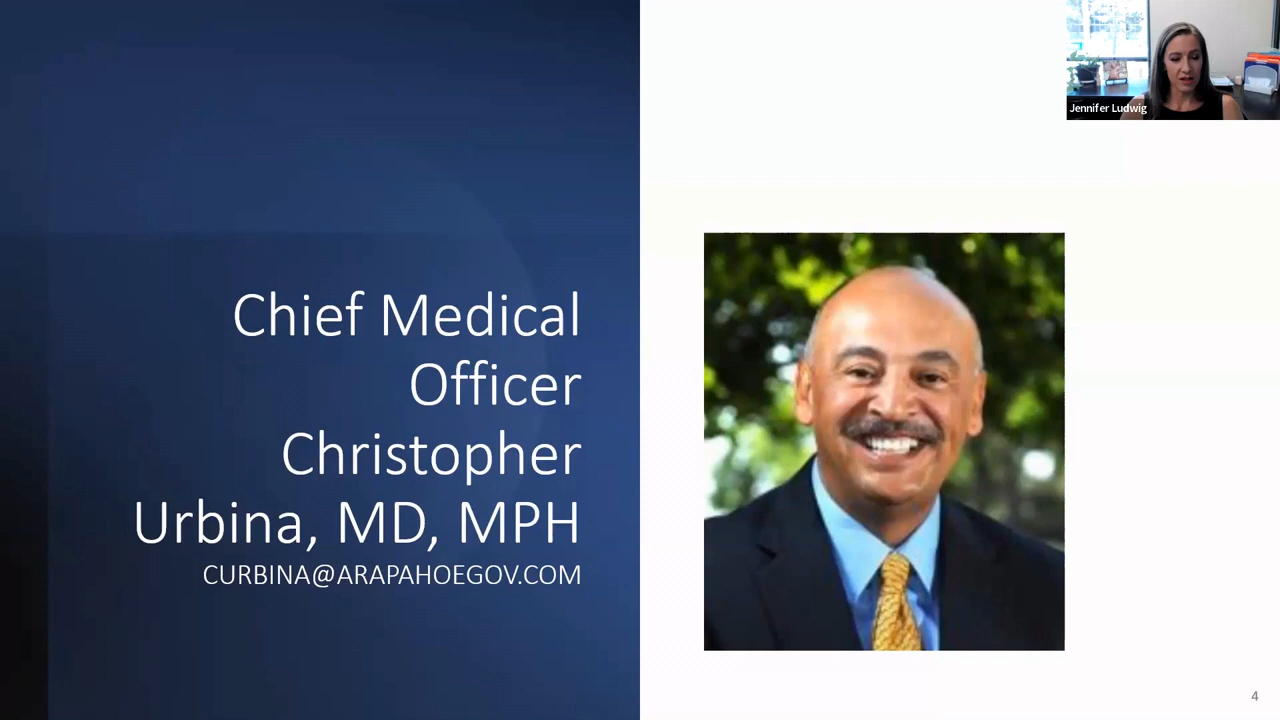 Jennifer Ludwig
Chief Medical
Officer
Christopher
Urbina, MD, MPH
CURBINA@ARAPAHOEGOV.COM
4